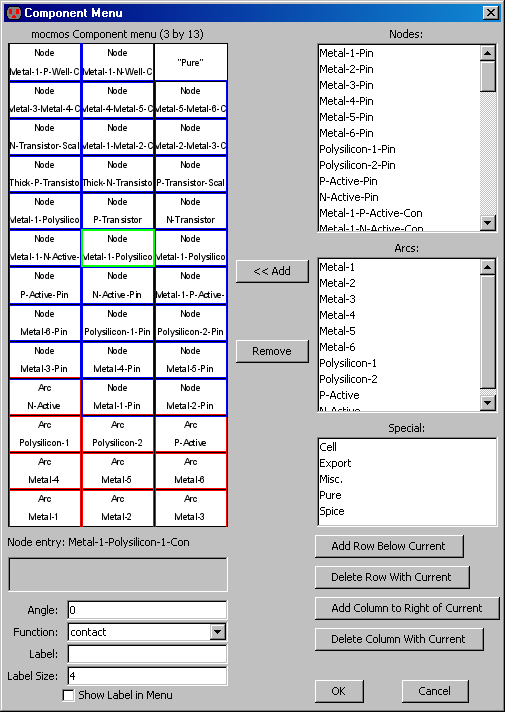 Component Menu
mocmos Component menu (3 by 13)
Node Node "Pure"
Metal-1-P-Well-C Metal-1-N-Well-C
Node Node Node
Metal-3-Metal-4-C Metal-4-Metal-5-C Metal-5-Metal-6-C
Node Node Node
N-Transistor-Scal Metal-1-Metal-2-C Metal-2-Metal-3-C
Node Node Node
Thick-P-Transisto Thick-N-Transisto P-Transistor-Scal
Node Node Node
Metal-1-Polysilico P-Transistor N-Transistor
Node Node Node
Metal-1-N-Active- Metal-1-Polysilico Metal-1-Polysilico
Node Node Node
P-Active-Pin N-Active-Pin Metal-1-P-Active-
Node Node Node
Metal-6-Pin Polysilicon-1-Pin Polysilicon-2-Pin
Node Node Node
Metal-3-Pin Metal-4-Pin Metal-5-Pin
Arc Node Node
N-Active Metal-1-Pin Metal-2-Pin
Arc Arc Arc
Polysilicon-1 Polysilicon-2 P-Active
Arc Arc Arc
Metal-4 Metal-5 Metal-6
Arc Arc Arc
Metal-1 Metal-2 Metal-3
Node entry: Metal-1-Polysilicon-1-Con
Angle: 0
Function: contact
Label:
Label Size: 4
Show Label in Menu
<< Add
Remove
Nodes:
Metal-1-Pin
Metal-2-Pin
Metal-3-Pin
Metal-4-Pin
Metal-5-Pin
Metal-6-Pin
Polysilicon-1-Pin
Polysilicon-2-Pin
P-Active-Pin
N-Active-Pin
Metal-1-P-Active-Con
Metal-1-N-Active-Con
Arcs:
Metal-1
Metal-2
Metal-3
Metal-4
Metal-5
Metal-6
Polysilicon-1
Polysilicon-2
P-Active
N-Active
Special:
Cell
Export
Misc.
Pure
Spice
Add Row Below Current
Delete Row With Current
Add Column to Right of Current
Delete Column With Current
OK Cancel